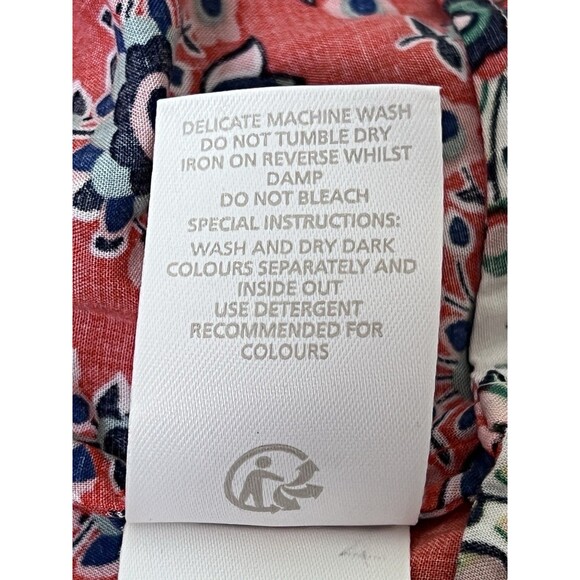 DELICATE MACHINE WASH
DO NOT TUMBLE DRY
IRON ON REVERSE WHILST
DAMP
DO NOT BLEACH
SPECIAL INSTRUCTIONS:
WASH AND DRY DARK
COLOURS SEPARATELY AND
INSIDE OUT
USE DETERGENT
RECOMMENDED FOR
COLOURS